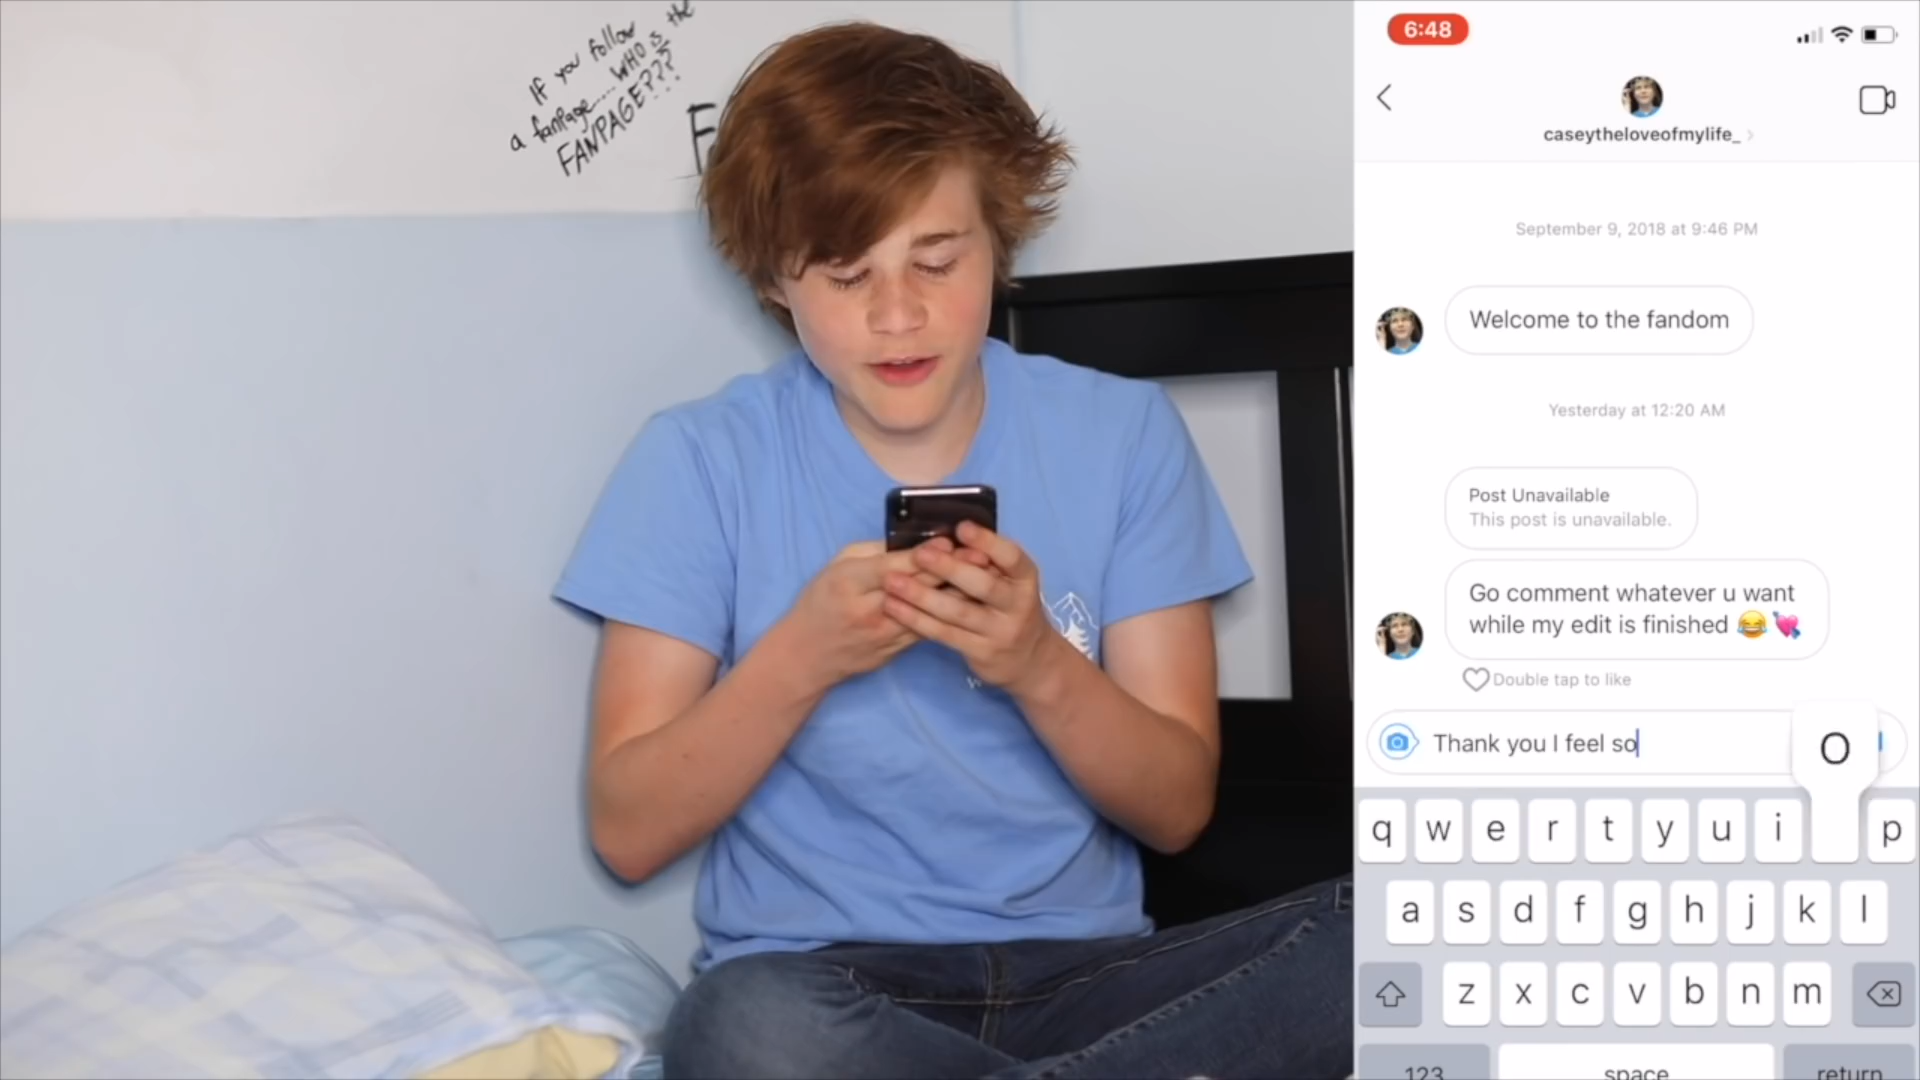 If you follow the
a fanpage..... WHO is
FANPAGE???
F
6:48
caseytheloveofmylife_
September 9, 2018 at 9:46 PM
Welcome to the fandom
Yesterday at 12:20 AM
Post Unavailable
This post is unavailable.
Go comment whatever u want
while my edit is finished 😂 💘
Double tap to like
Thank you I feel so
O
q w e r t y u i p
a s d f g h j k l
z x c v b n m
123 space return